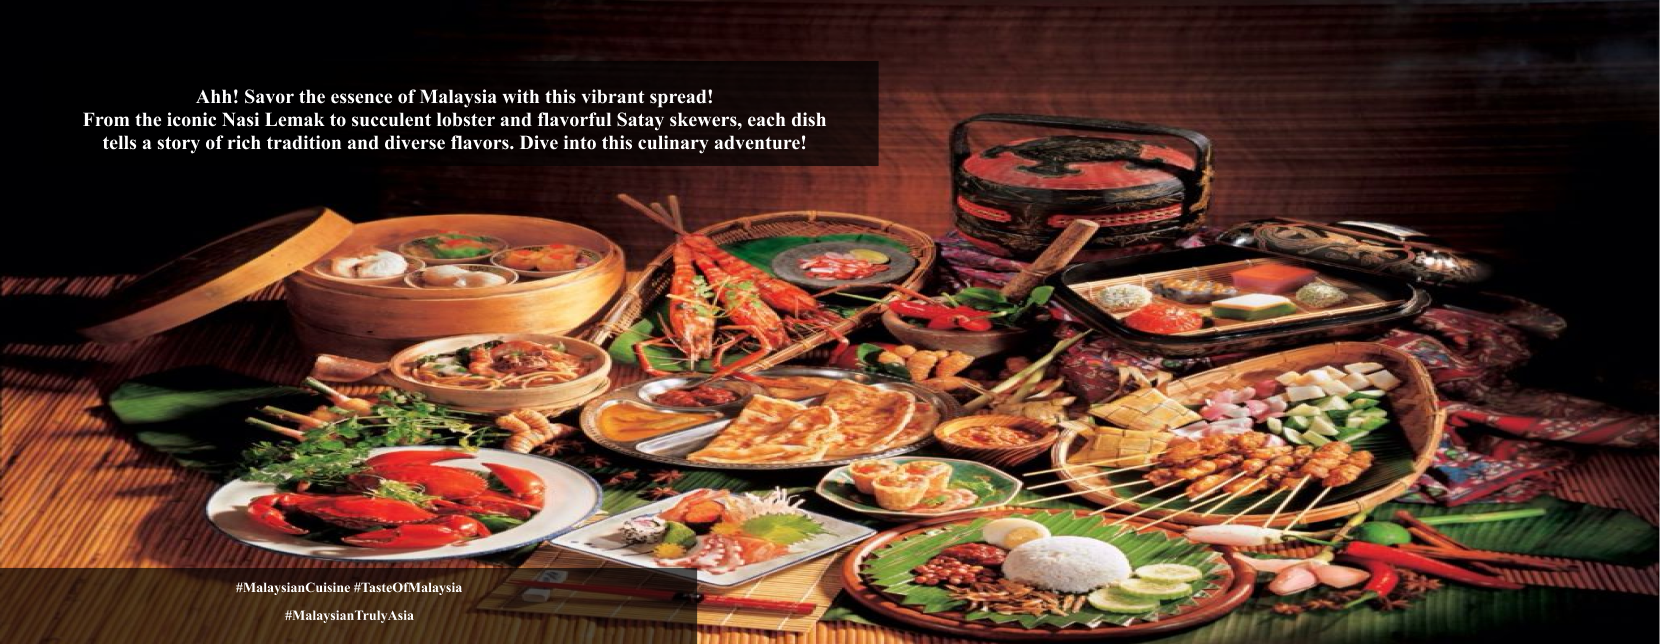 Ahh! Savor the essence of Malaysia with this vibrant spread!
From the iconic Nasi Lemak to succulent lobster and flavorful Satay skewers, each dish
tells a story of rich tradition and diverse flavors. Dive into this culinary adventure!
#MalaysianCuisine #TasteOfMalaysia
#MalaysianTrulyAsia